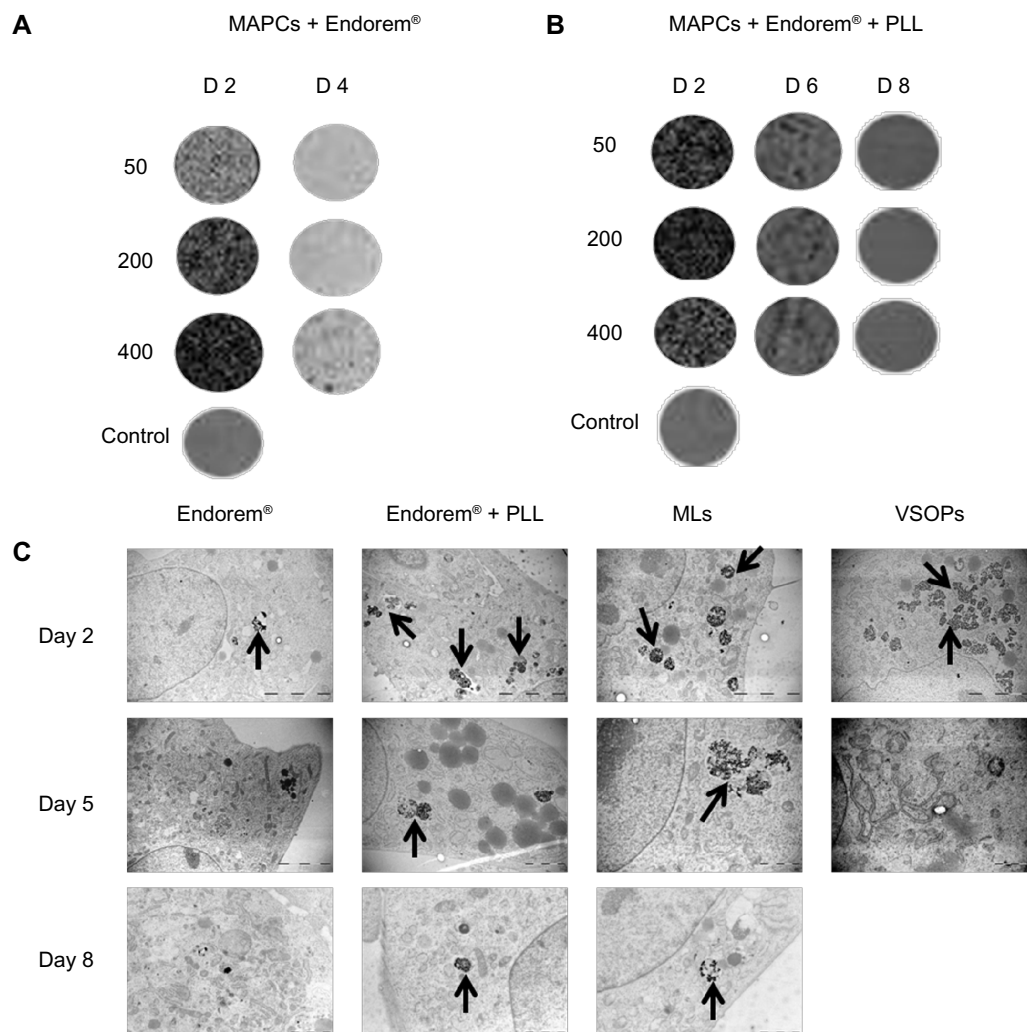 A
MAPCs + Endorem®
D 2 D 4
50
200
400
Control
B
MAPCs + Endorem® + PLL
D 2 D 6 D 8
50
200
400
Control
C
Endorem® Endorem® + PLL MLs VSOPs
Day 2
Day 5
Day 8